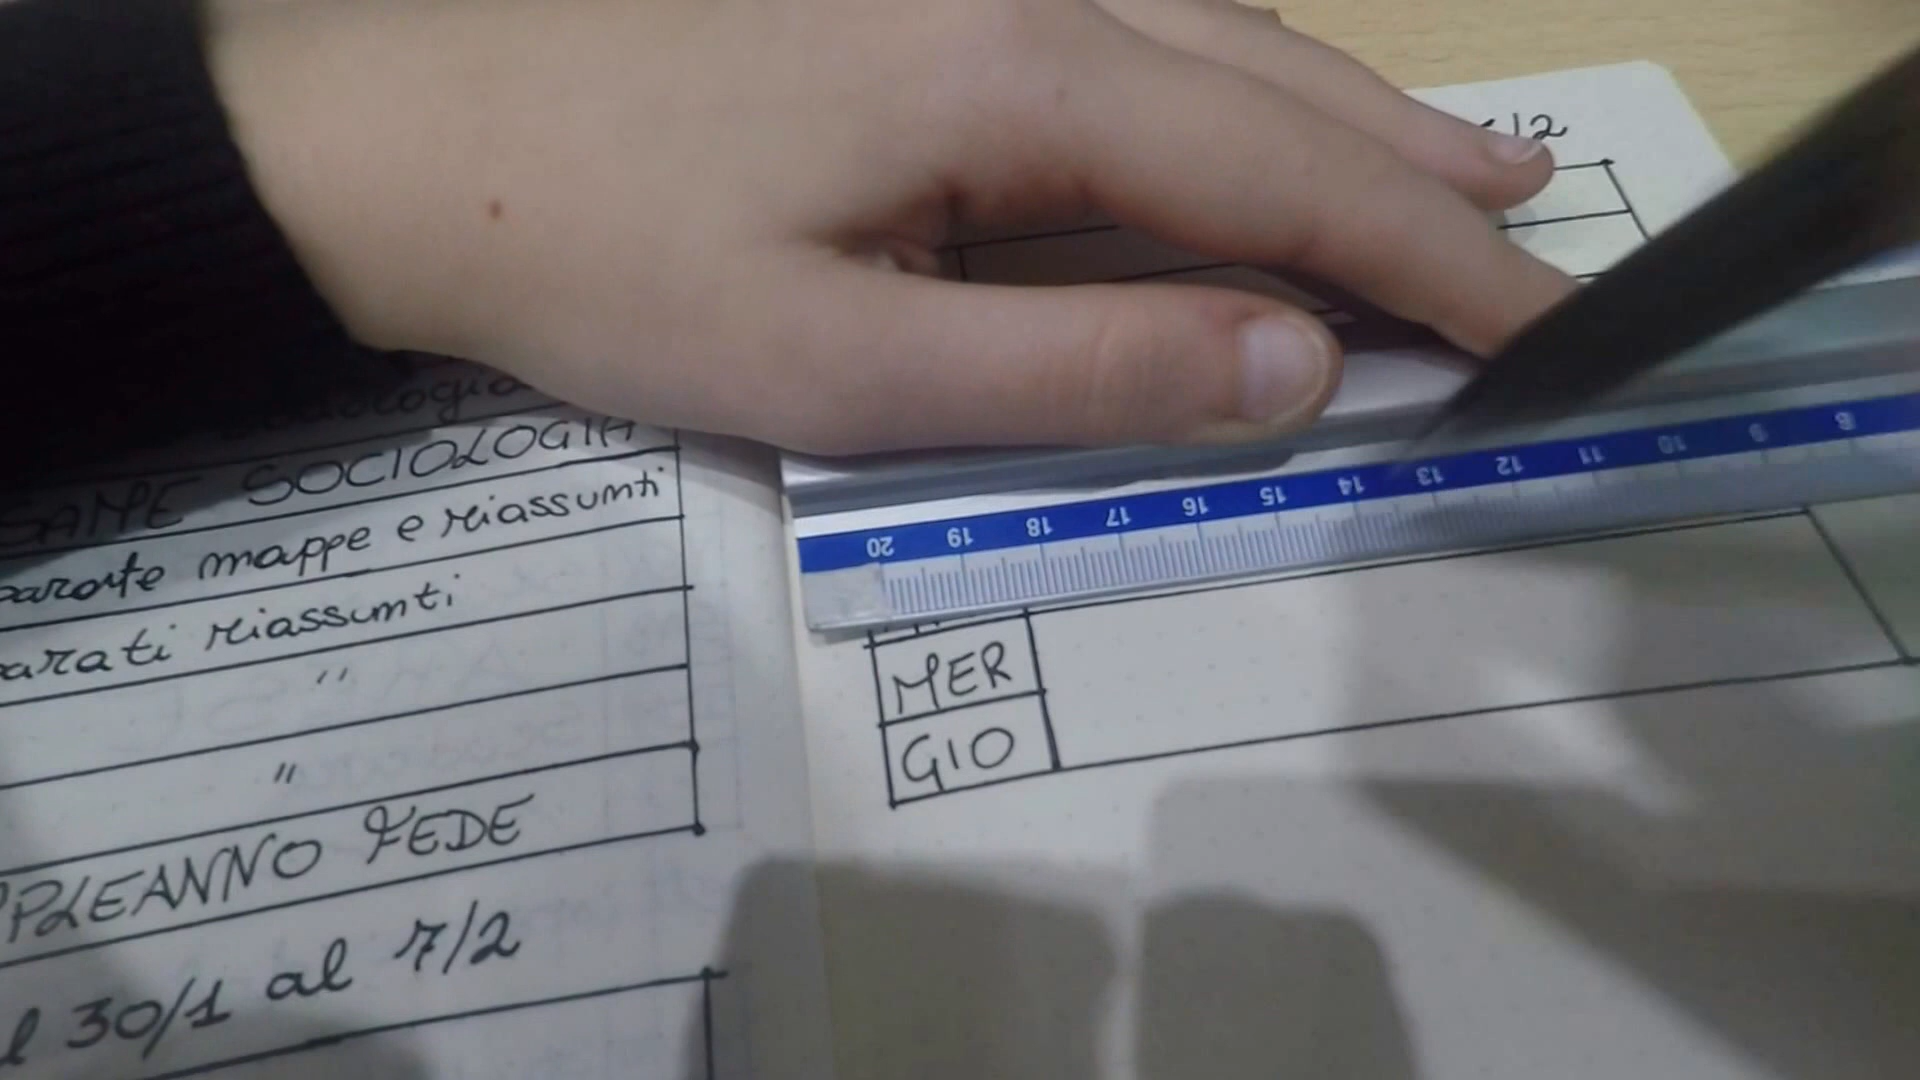 SOCIOLOGIA
mappe e riassunti
riassunti
"
"
FEDE
30/1 al 7/2
/2
20 19 18 17 16 15 14 13 12 11 10 9 8
MER
GIO